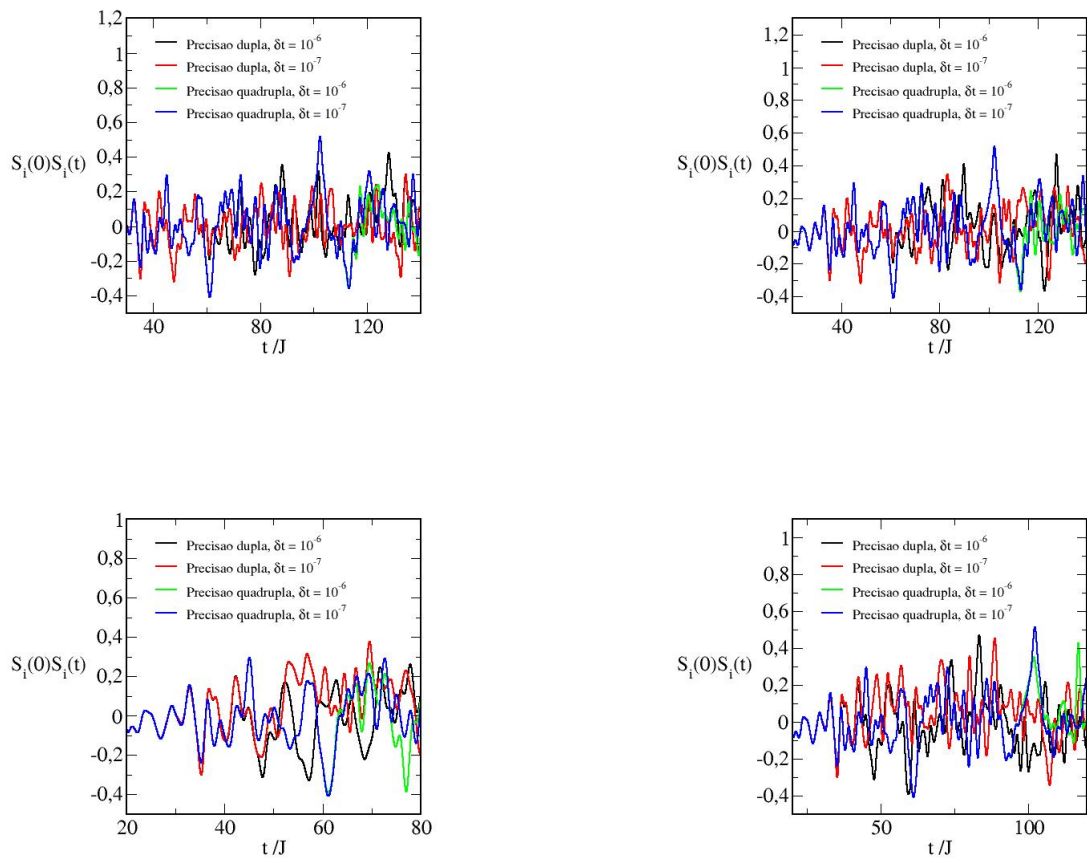 1,2
1
0,8
0,6
0,4
0,2
0
-0,2
-0,4
S_i(0)S_i(t)
Precisao dupla, δt = 10^-6
Precisao dupla, δt = 10^-7
Precisao quadrupla, δt = 10^-6
Precisao quadrupla, δt = 10^-7
40 80 120
t /J
1,2
1
0,8
0,6
0,4
0,2
0
-0,2
-0,4
S_i(0)S_i(t)
Precisao dupla, δt = 10^-6
Precisao dupla, δt = 10^-7
Precisao quadrupla, δt = 10^-6
Precisao quadrupla, δt = 10^-7
40 80 120
t /J
1
0,8
0,6
0,4
0,2
0
-0,2
-0,4
S_i(0)S_i(t)
Precisao dupla, δt = 10^-6
Precisao dupla, δt = 10^-7
Precisao quadrupla, δt = 10^-6
Precisao quadrupla, δt = 10^-7
20 40 60 80
t /J
1
0,8
0,6
0,4
0,2
0
-0,2
-0,4
S_i(0)S_i(t)
Precisao dupla, δt = 10^-6
Precisao dupla, δt = 10^-7
Precisao quadrupla, δt = 10^-6
Precisao quadrupla, δt = 10^-7
50 100
t /J